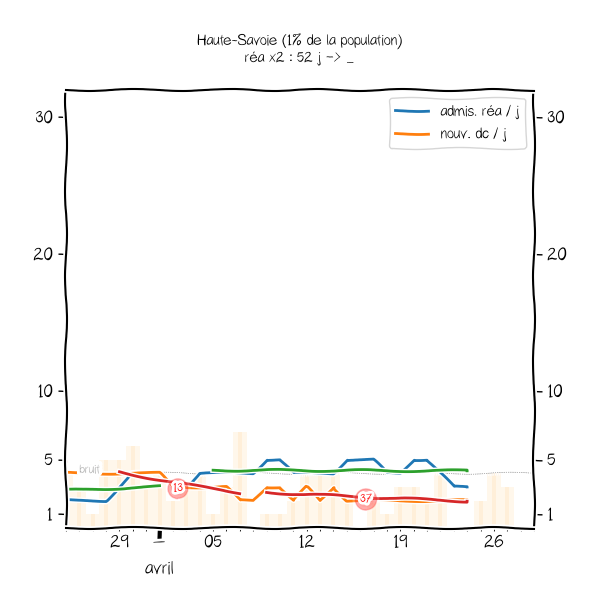 Haute-Savoie (1% de la population)
réa x2 : 52 j -> _
admis. réa / j
nouv. dc / j
30 30
20 20
10 10
5 5
bruit
13
37
1 1
29 _ 05 12 19 26
avril